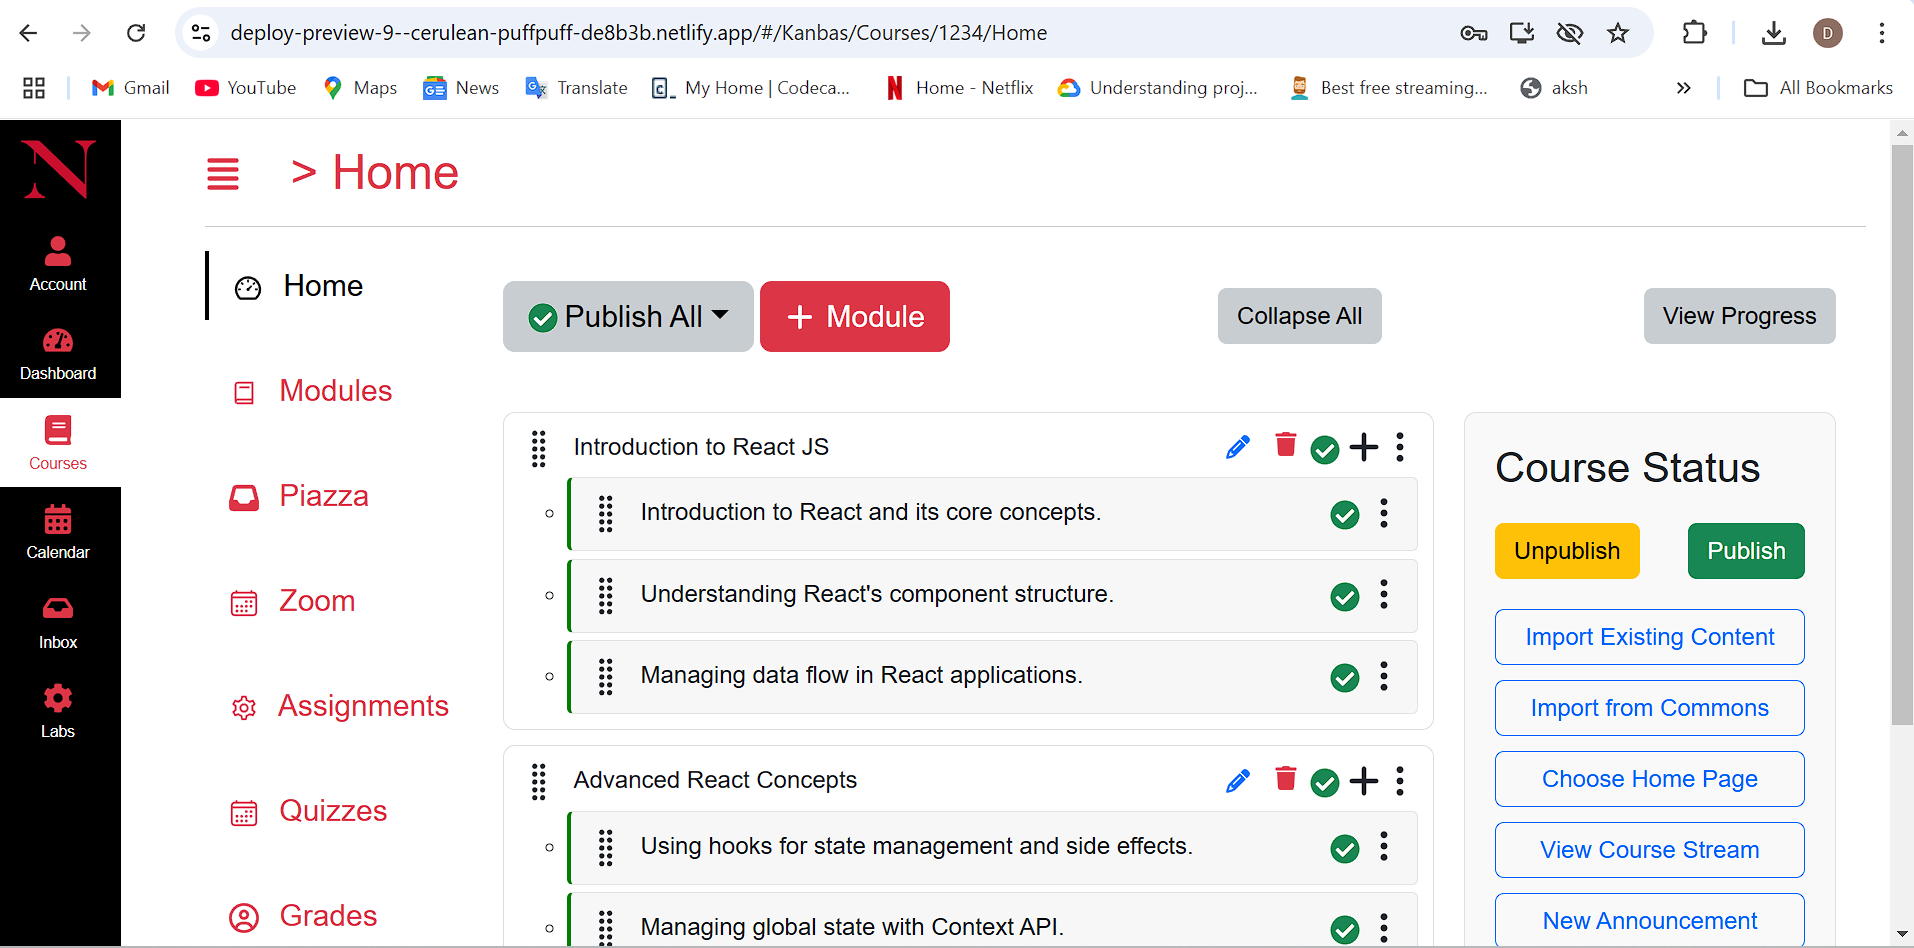 deploy-preview-9--cerulean-puffpuff-de8b3b.netlify.app/#/Kanbas/Courses/1234/Home
D
Gmail
YouTube
Maps
News
Translate
My Home | Codeca...
Home - Netflix
Understanding proj...
Best free streaming...
aksh
All Bookmarks
N
Account
Dashboard
Courses
Calendar
Inbox
Labs
> Home
Home
Modules
Piazza
Zoom
Assignments
Quizzes
Grades
Publish All
+ Module
Collapse All
View Progress
Introduction to React JS
Introduction to React and its core concepts.
Understanding React's component structure.
Managing data flow in React applications.
Advanced React Concepts
Using hooks for state management and side effects.
Managing global state with Context API.
Course Status
Unpublish
Publish
Import Existing Content
Import from Commons
Choose Home Page
View Course Stream
New Announcement